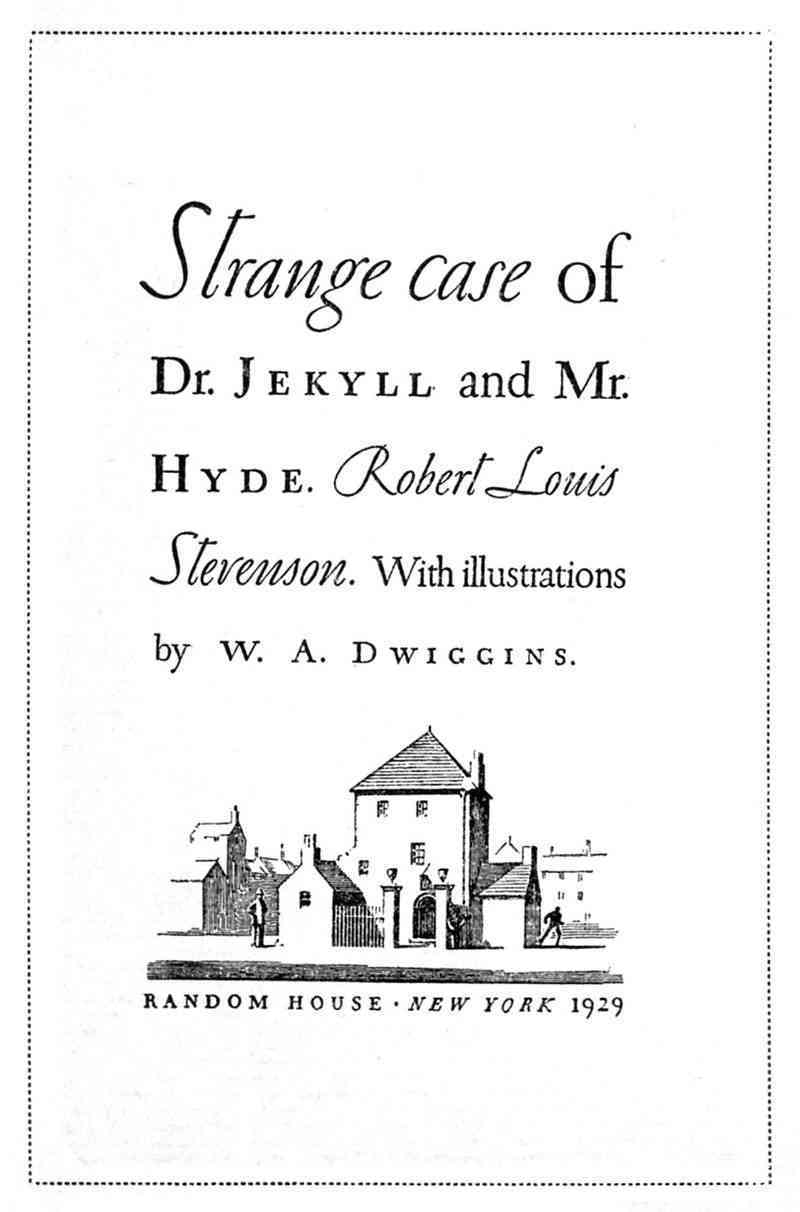 Strange case of
Dr. JEKYLL and Mr.
HYDE. Robert Louis
Stevenson. With illustrations
by W. A. DWIGGINS.
RANDOM HOUSE · NEW YORK 1929